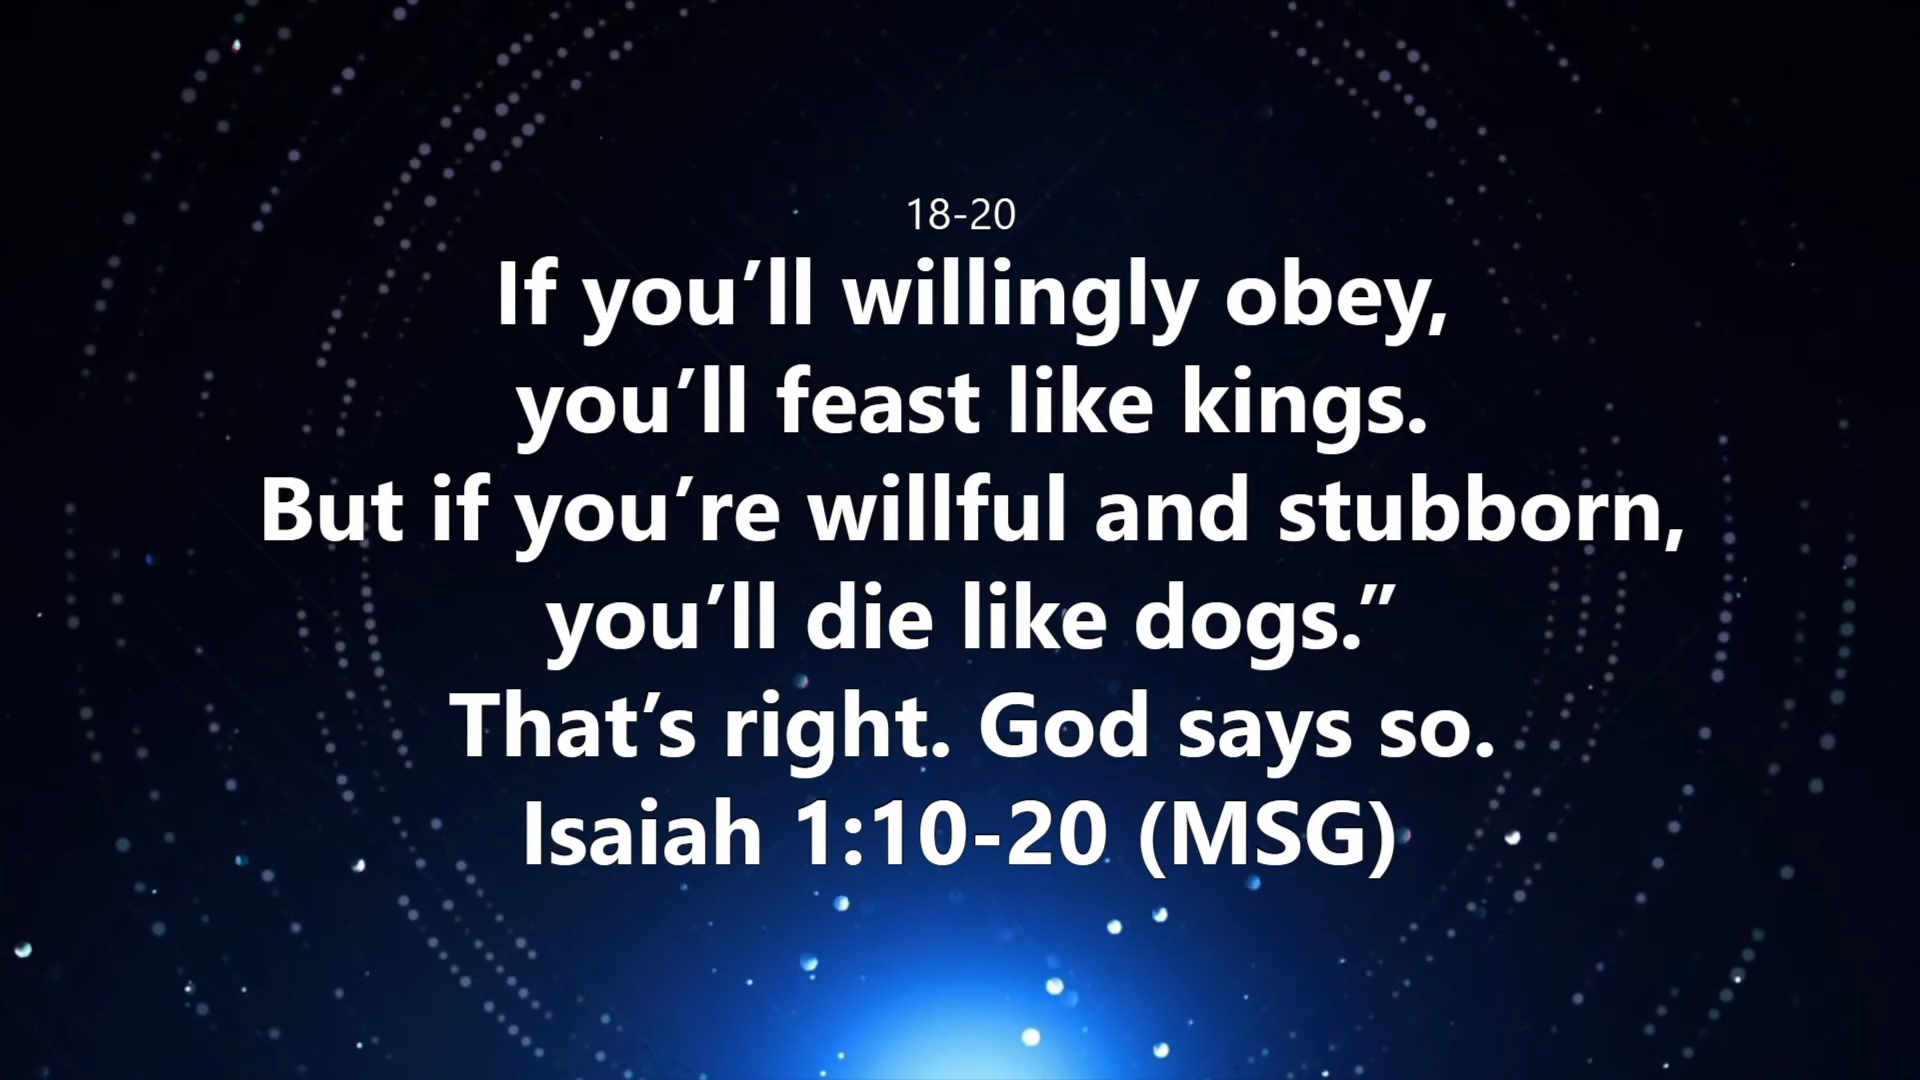 18-20
If you’ll willingly obey,
you’ll feast like kings.
But if you’re willful and stubborn,
you’ll die like dogs.”
That’s right. God says so.
Isaiah 1:10-20 (MSG)